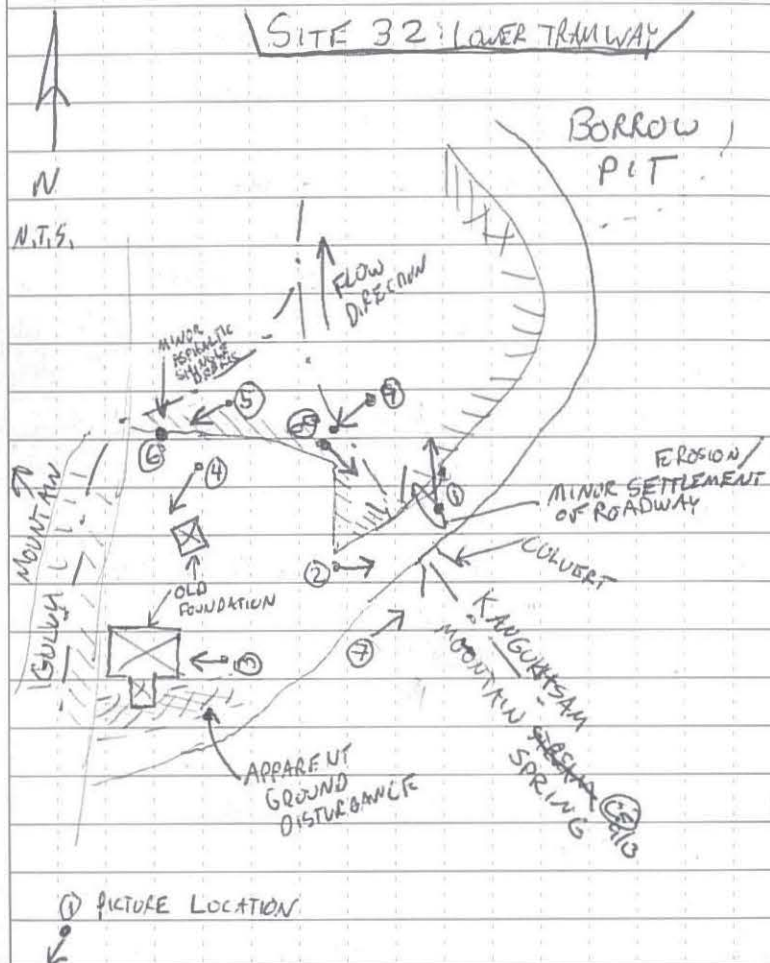 SITE 32: LOWER TRAMWAY
BORROW
PIT
N
N.T.S.
FLOW
DIRECTION
MINOR
ASPHALTIC
SHINGLE
DEBRIS
⑤
⑨
⑥
④
①
EROSION/
MINOR SETTLEMENT
OF ROADWAY
MOUNTAIN
GULLY
②
CULVERT
OLD
FOUNDATION
③
⑦
KANGUKHSAM
MOUNTAIN
SPRING
APPARENT
GROUND
DISTURBANCE
① PICTURE LOCATION